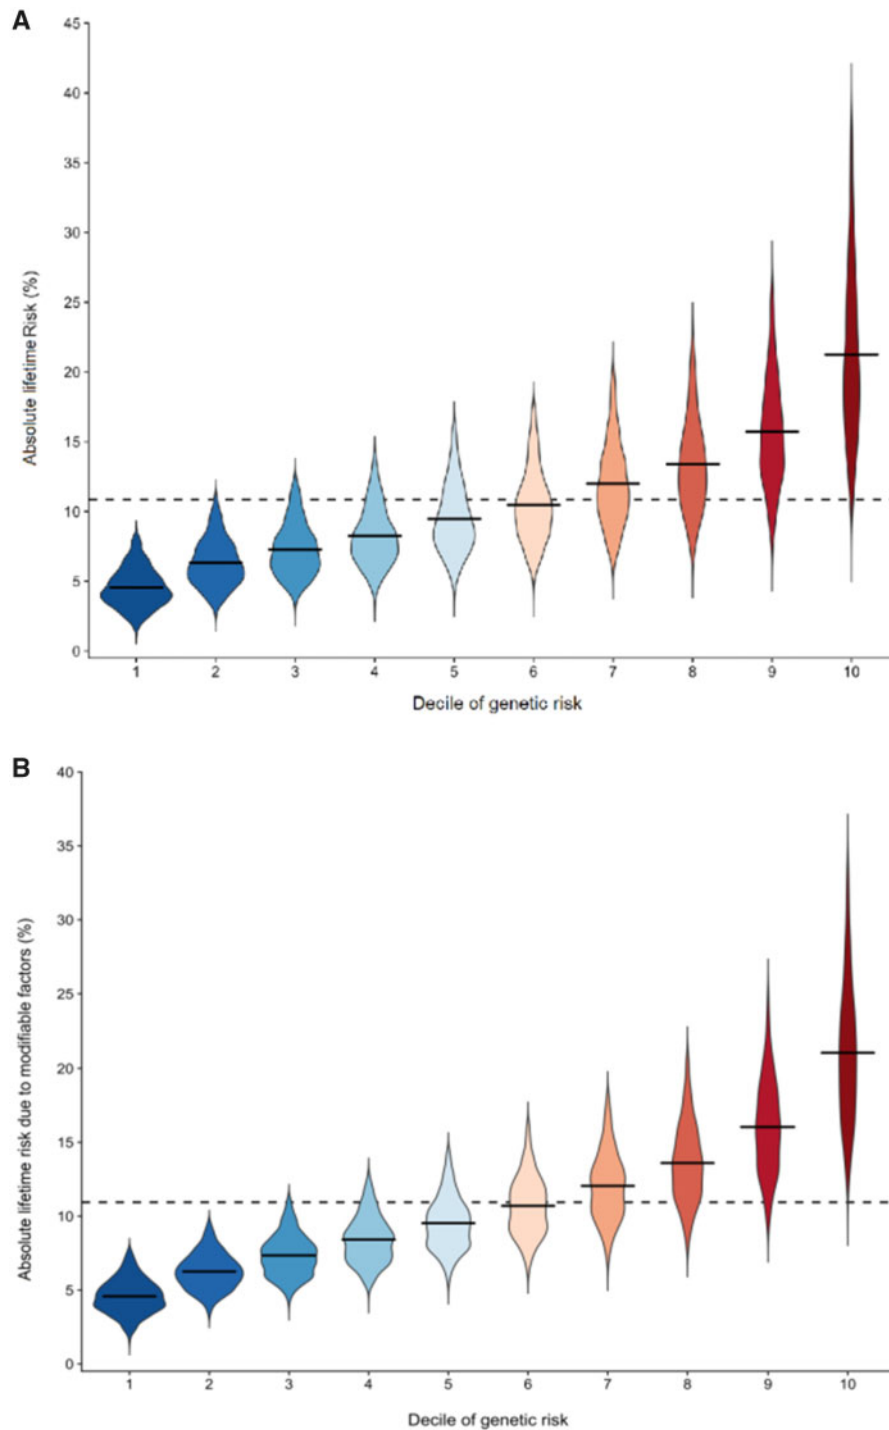 A
45
40
35
30
25
20
15
10
5
0
Absolute lifetime Risk (%)
1 2 3 4 5 6 7 8 9 10
Decile of genetic risk
B
40
35
30
25
20
15
10
5
0
Absolute lifetime risk due to modifiable factors (%)
1 2 3 4 5 6 7 8 9 10
Decile of genetic risk